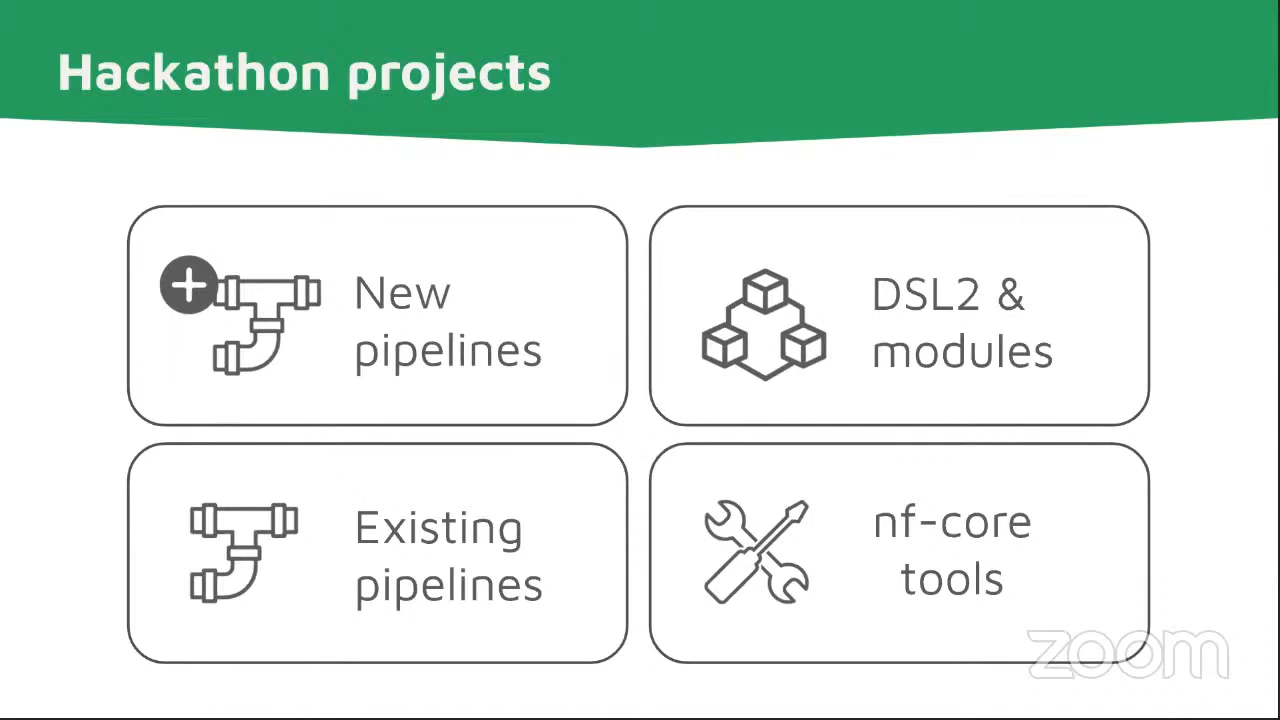 Hackathon projects
New
pipelines
DSL2 &
modules
Existing
pipelines
nf-core
tools
zoom